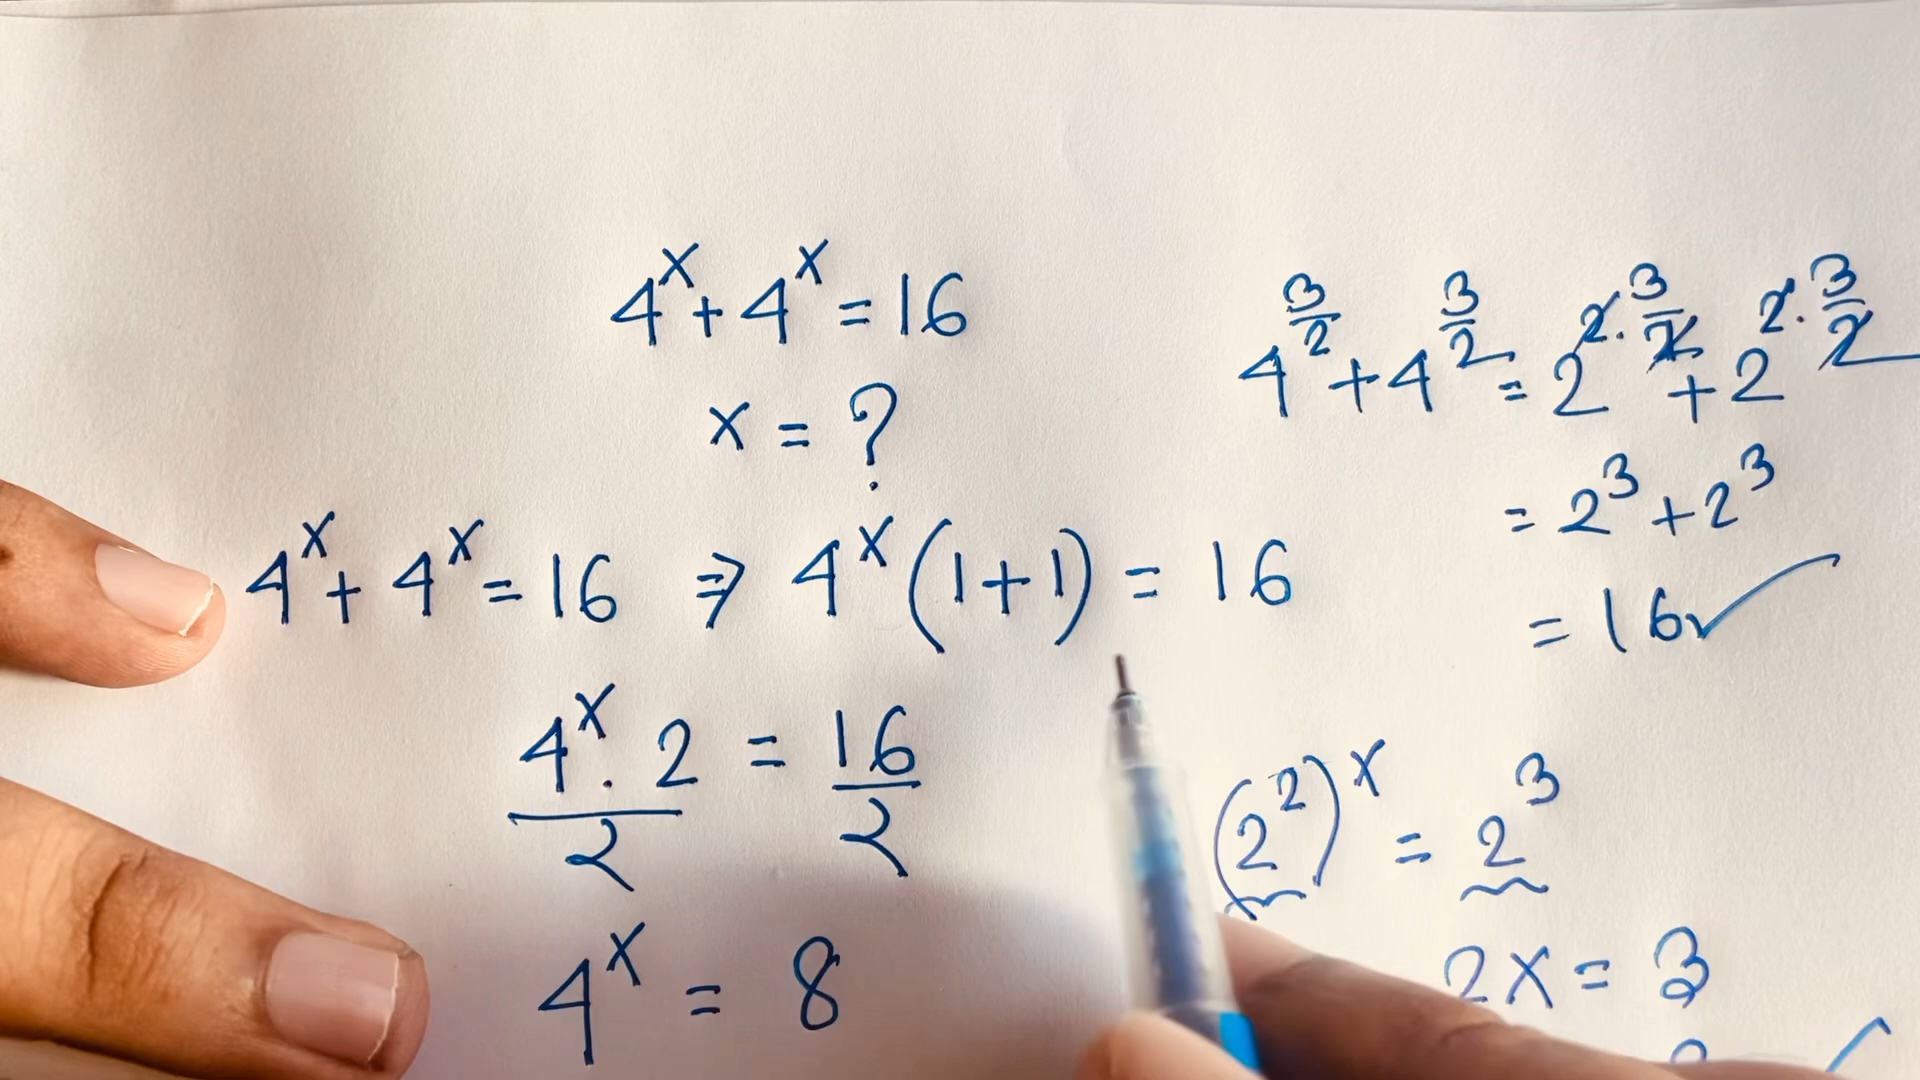 4^x + 4^x = 16
x = ?
4^x + 4^x = 16 ⇒ 4^x (1+1) = 16
4^x . 2 / 2 = 16 / 2
4^x = 8
(2^2)^x = 2^3
2x = 3
4^(3/2) + 4^(3/2) = 2^(2·3/2) + 2^(2·3/2)
= 2^3 + 2^3
= 16 ✓